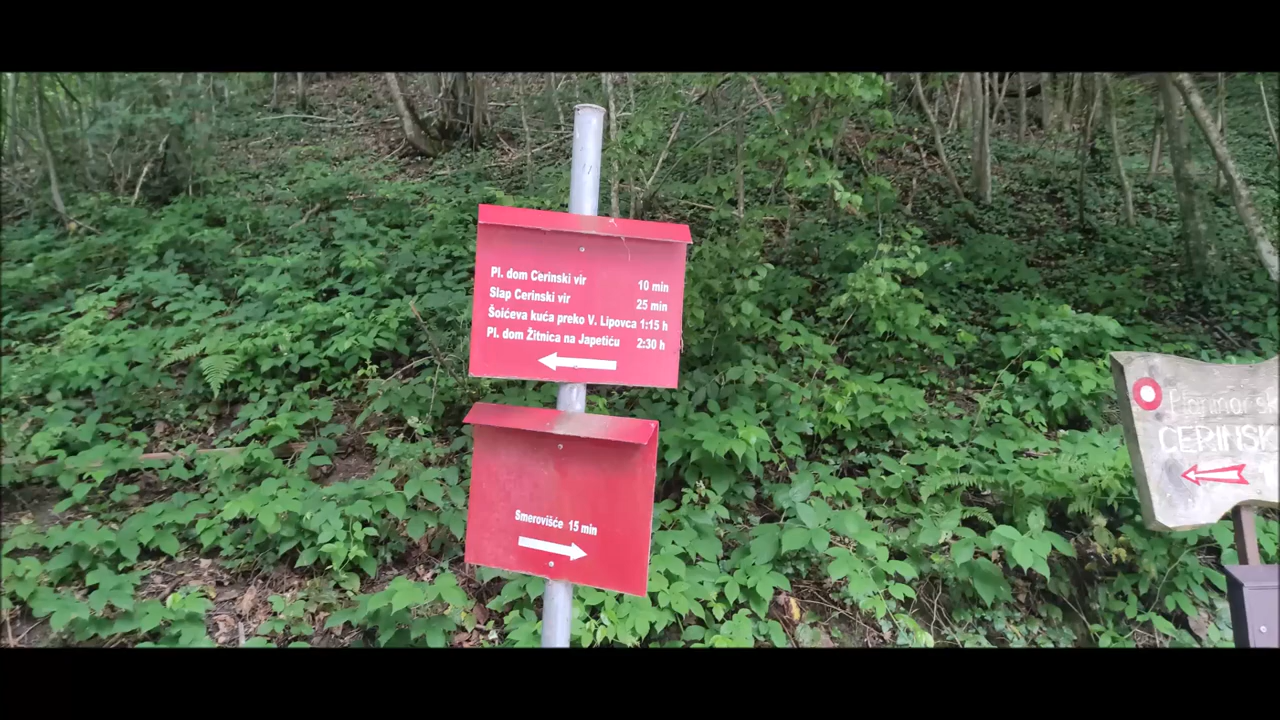 Pl. dom Cerinski vir 10 min
Slap Cerinski vir 25 min
Šoićeva kuća preko V. Lipovca 1:15 h
Pl. dom Žitnica na Japetiću 2:30 h
Smerovišće 15 min
Planinarsk
CERINSK